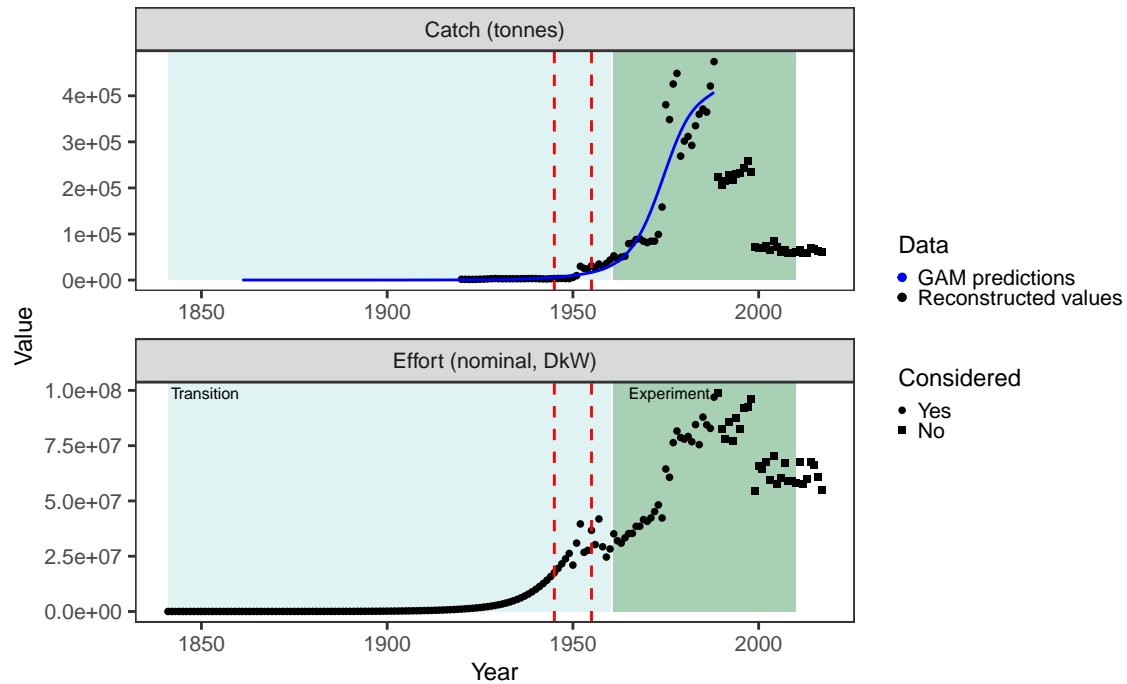 Catch (tonnes)
4e+05
3e+05
2e+05
1e+05
0e+00
1850 1900 1950 2000
Value
Effort (nominal, DkW)
Transition Experiment
1.0e+08
7.5e+07
5.0e+07
2.5e+07
0.0e+00
1850 1900 1950 2000
Year
Data
GAM predictions
Reconstructed values
Considered
Yes
No